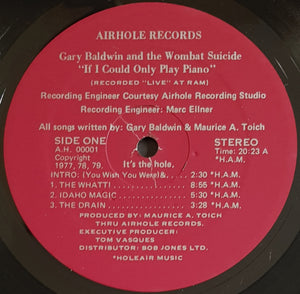 AIRHOLE RECORDS
Gary Baldwin and the Wombat Suicide
"If I Could Only Play Piano"
(RECORDED "LIVE" AT RAM)
Recording Engineer Courtesy Airhole Recording Studio
Recording Engineer: Marc Ellner
All songs written by: Gary Baldwin & Maurice A. Toich
SIDE ONE
A.H. 00001
Copyright
1977, 78, 79.
STEREO
Time: 20:23 A
*H.A.M.
It's the hole.
INTRO: (You Wish You Were)&..... 2:30 *H.A.M.
1. THE WHATTI 8:55 *H.A.M.
2. IDAHO MAGIC 5:30 *H.A.M.
3. THE DRAIN 3:28 *H.A.M.
PRODUCED BY: MAURICE A. TOICH
THRU AIRHOLE RECORDS.
EXECUTIVE PRODUCER:
TOM VASQUES
DISTRIBUTOR: BOB JONES LTD.
*HOLEAIR MUSIC